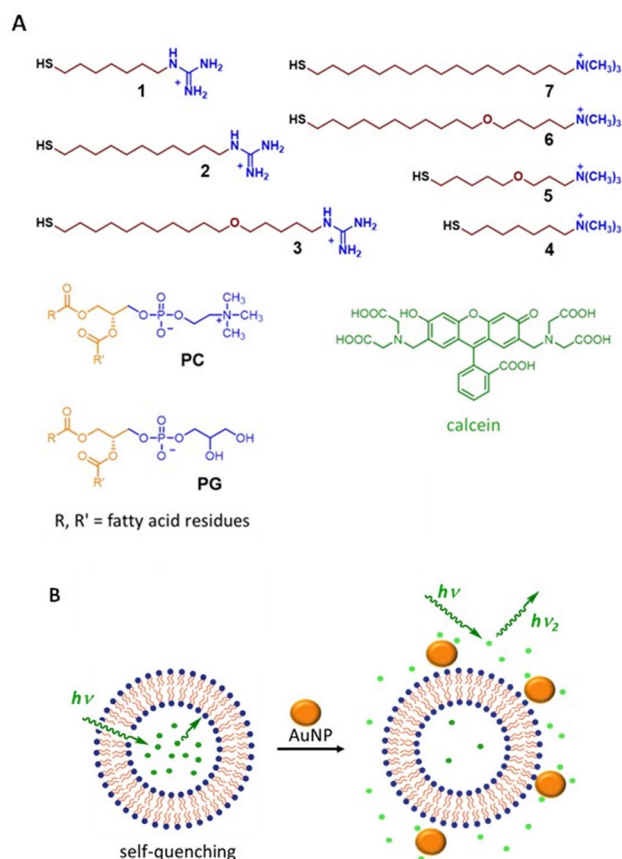 A
HS
H
N
NH2
+
NH2
1
HS
H
N
NH2
+
NH2
2
HS
O
H
N
NH2
+
NH2
3
HS
+
N(CH3)3
7
HS
O
+
N(CH3)3
6
HS
O
+
N(CH3)3
5
HS
+
N(CH3)3
4
O
R
O
O
O
R'
O
O
P
O
O−
CH3
N
+
CH3
CH3
PC
O
R
O
O
O
R'
O
O
P
O
O−
OH
OH
PG
R, R' = fatty acid residues
COOH
HOOC
N
HO
O
O
N
COOH
COOH
COOH
calcein
B
hν
AuNP
self-quenching
hν
hν2